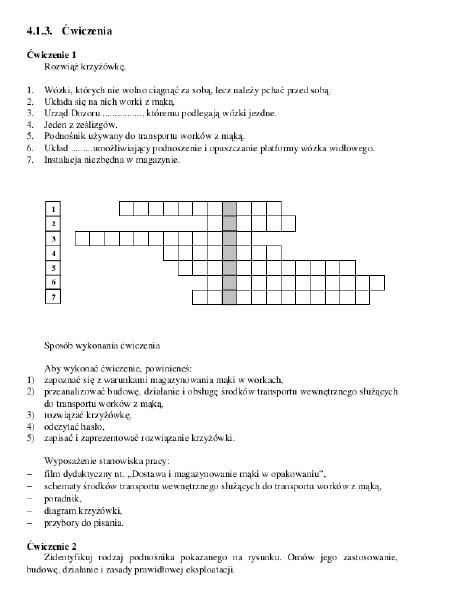 4.1.3. Ćwiczenia
Ćwiczenie 1
Rozwiąż krzyżówkę.
1. Wózki, których nie wolno ciągnąć za sobą, lecz należy pchać przed sobą.
2. Układa się na nich worki z mąką.
3. Urząd Dozoru ................, któremu podlegają wózki jezdne.
4. Jeden z ześlizgów.
5. Podnośnik używany do transportu worków z mąką.
6. Układ .........umożliwiający podnoszenie i opuszczanie platformy wózka widłowego.
7. Instalacja niezbędna w magazynie.
1
2
3
4
5
6
7
Sposób wykonania ćwiczenia
Aby wykonać ćwiczenie, powinieneś:
1) zapoznać się z warunkami magazynowania mąki w workach,
2) przeanalizować budowę, działanie i obsługę środków transportu wewnętrznego służących
do transportu worków z mąką,
3) rozwiązać krzyżówkę,
4) odczytać hasło,
5) zapisać i zaprezentować rozwiązanie krzyżówki.
Wyposażenie stanowiska pracy:
− film dydaktyczny nt. „Dostawa i magazynowanie mąki w opakowaniu”,
− schematy środków transportu wewnętrznego służących do transportu worków z mąką,
− poradnik,
− diagram krzyżówki,
− przybory do pisania.
Ćwiczenie 2
Zidentyfikuj rodzaj podnośnika pokazanego na rysunku. Omów jego zastosowanie,
budowę, działanie i zasady prawidłowej eksploatacji.